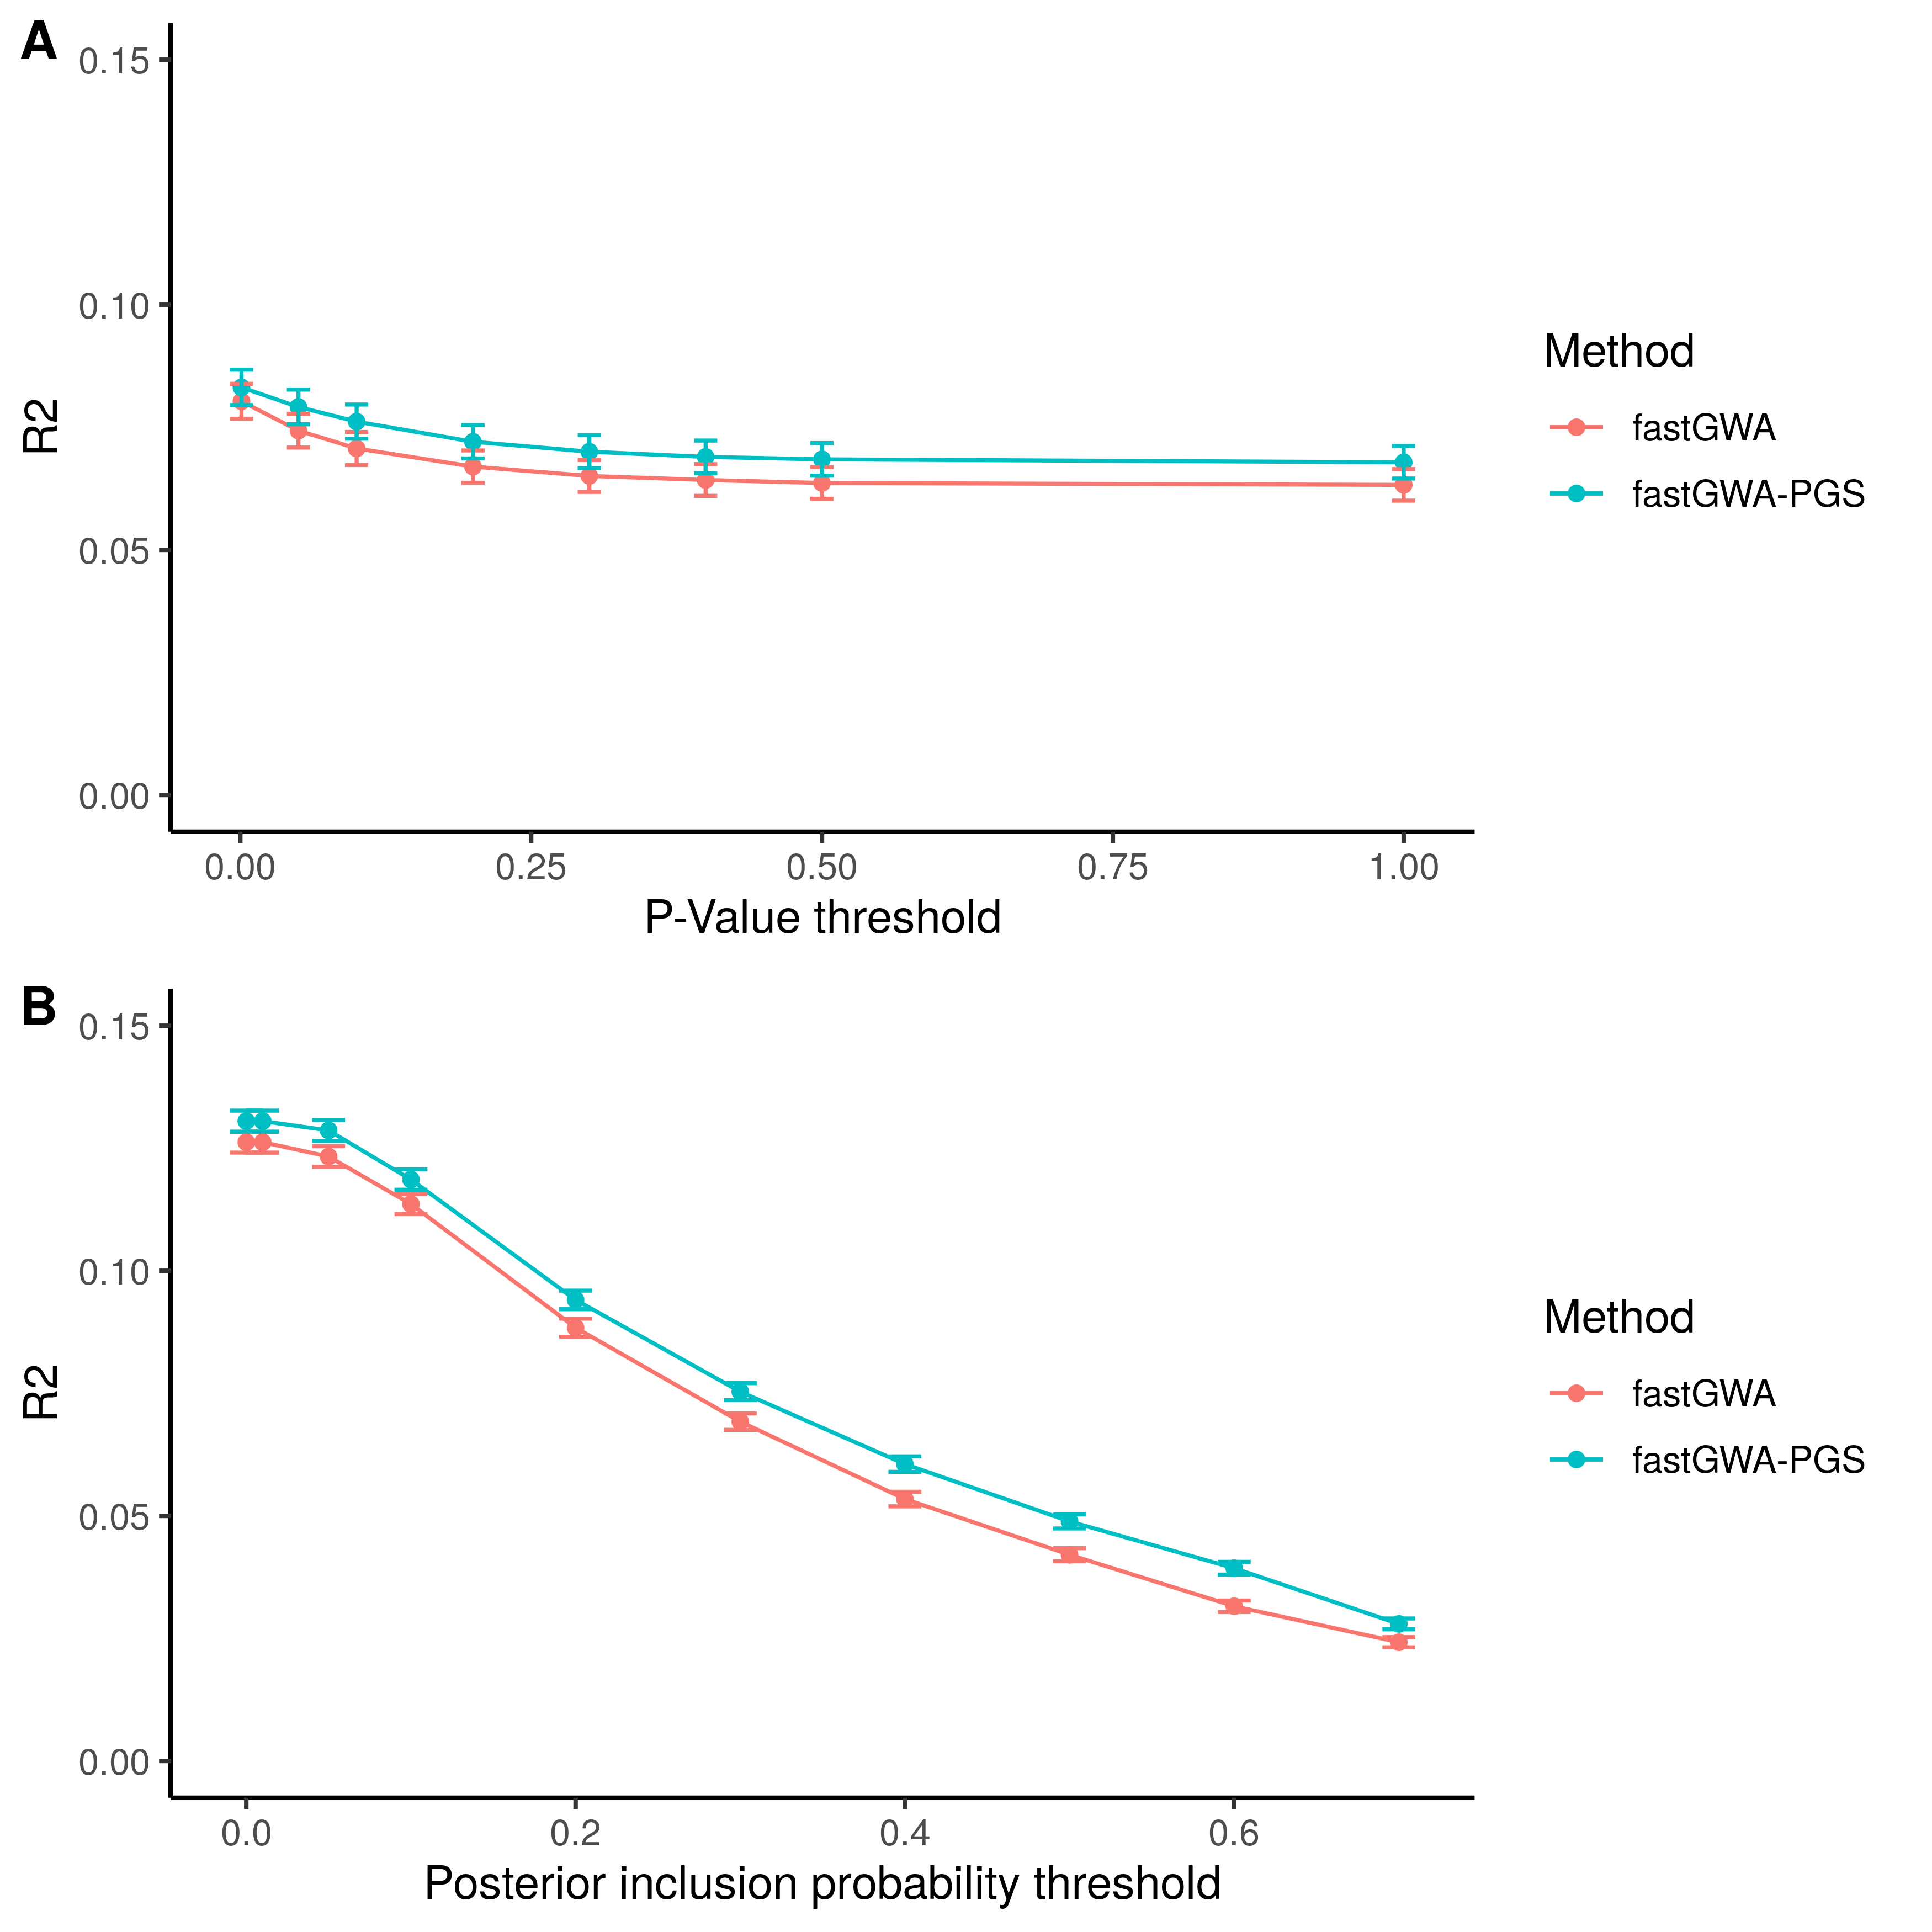 A
0.15
0.10
0.05
0.00
R2
0.00 0.25 0.50 0.75 1.00
P-Value threshold
Method
fastGWA
fastGWA-PGS
B
0.15
0.10
0.05
0.00
R2
0.0 0.2 0.4 0.6
Posterior inclusion probability threshold
Method
fastGWA
fastGWA-PGS